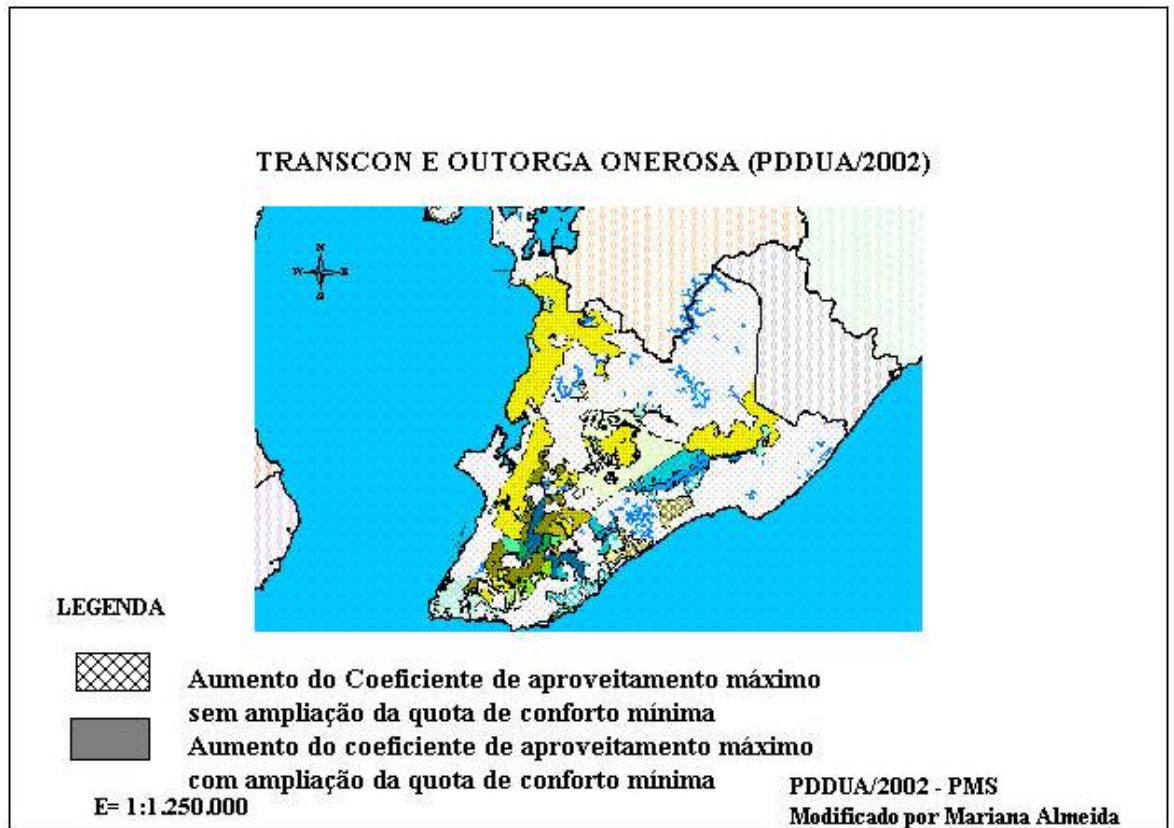 TRANSCON E OUTORGA ONEROSA (PDDUA/2002)
N
W E
S
LEGENDA
Aumento do Coeficiente de aproveitamento máximo
sem ampliação da quota de conforto mínima
Aumento do coeficiente de aproveitamento máximo
com ampliação da quota de conforto mínima
E= 1:1.250.000
PDDUA/2002 - PMS
Modificado por Mariana Almeida